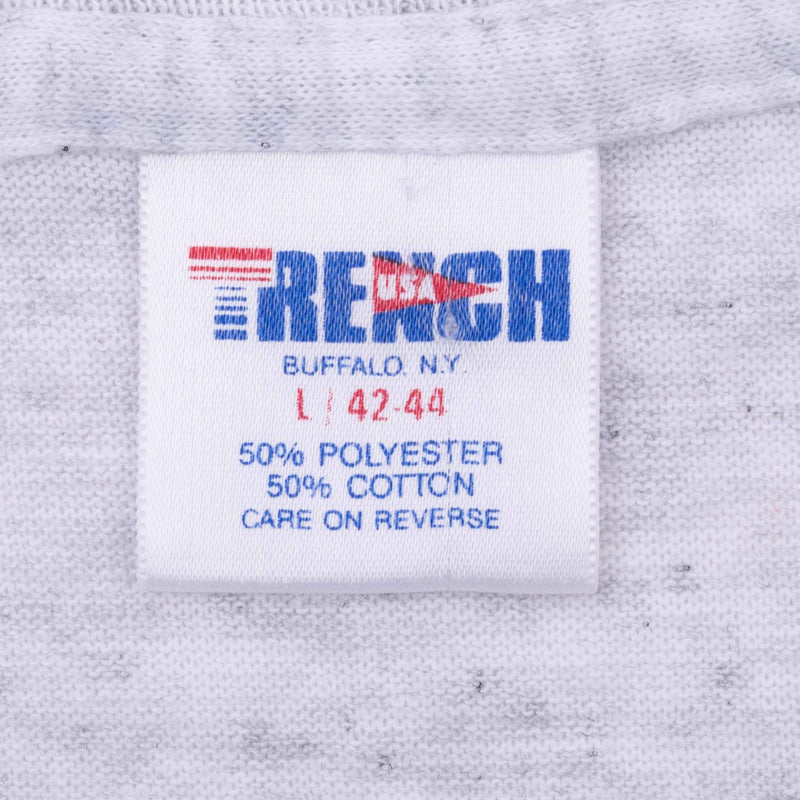 TRENCH
USA
BUFFALO, N.Y.
L / 42-44
50% POLYESTER
50% COTTON
CARE ON REVERSE